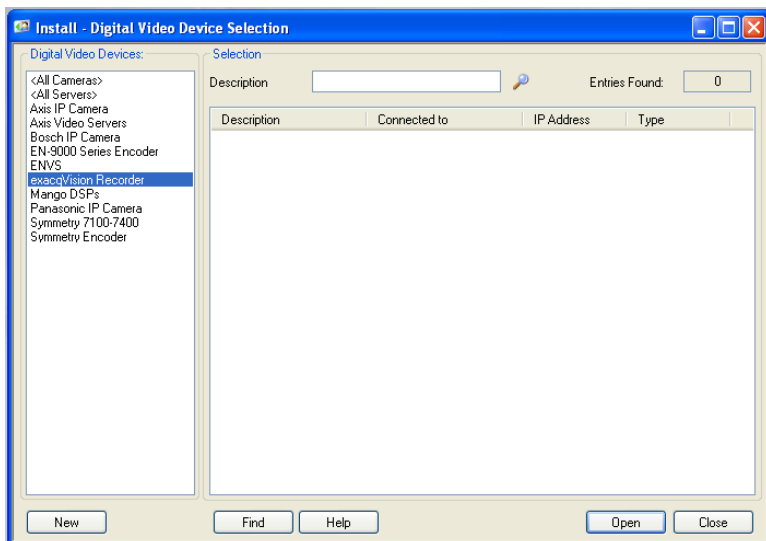 Install - Digital Video Device Selection
Digital Video Devices:
<All Cameras>
<All Servers>
Axis IP Camera
Axis Video Servers
Bosch IP Camera
EN-9000 Series Encoder
ENVS
exacqVision Recorder
Mango DSPs
Panasonic IP Camera
Symmetry 7100-7400
Symmetry Encoder
Selection
Description Entries Found: 0
Description Connected to IP Address Type
New Find Help Open Close